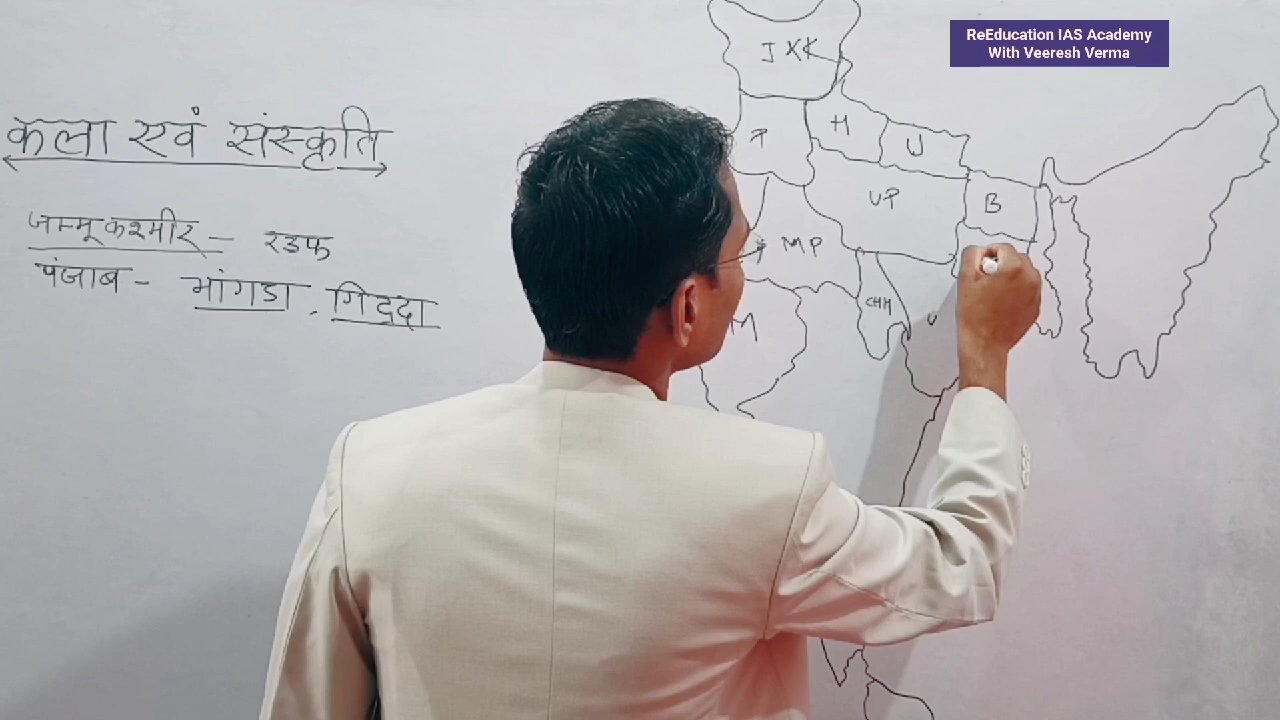 ReEducation IAS Academy
With Veeresh Verma
कला एवं संस्कृति
जम्मू कश्मीर - रउफ
पंजाब - भांगडा , गिद्दा
J&K
P
H
U
UP
B
MP
CHH
M